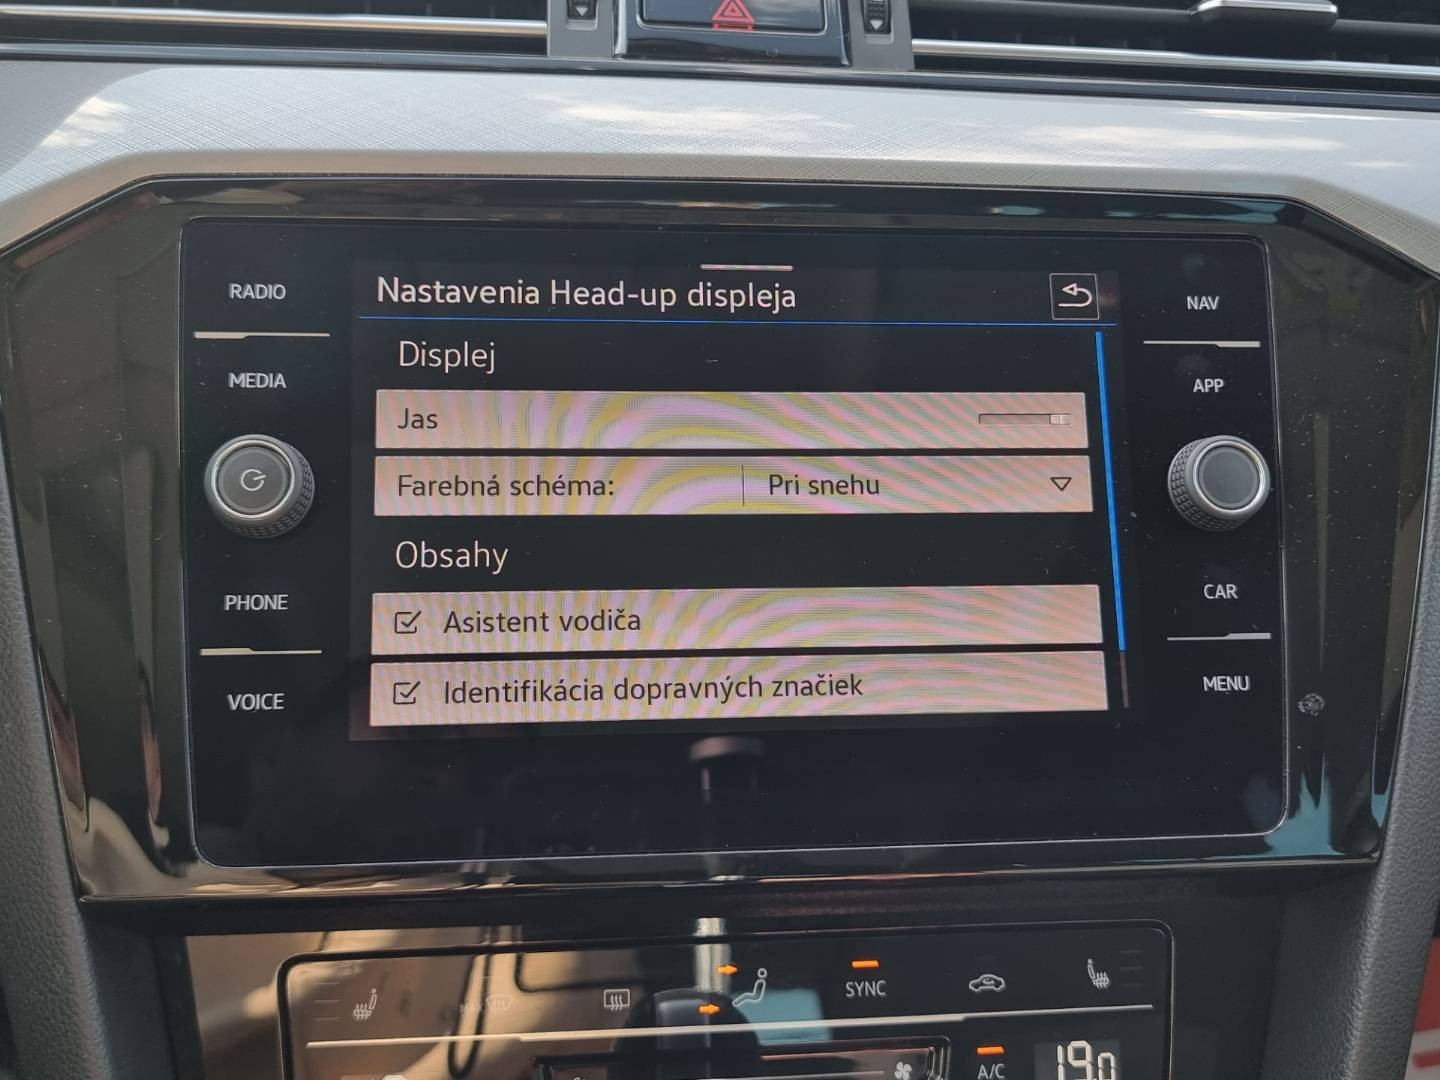 RADIO
MEDIA
PHONE
VOICE
Nastavenia Head-up displeja
Displej
Jas
Farebná schéma: Pri snehu
Obsahy
Asistent vodiča
Identifikácia dopravných značiek
NAV
APP
CAR
MENU
MAX
SYNC
A/C
19.0